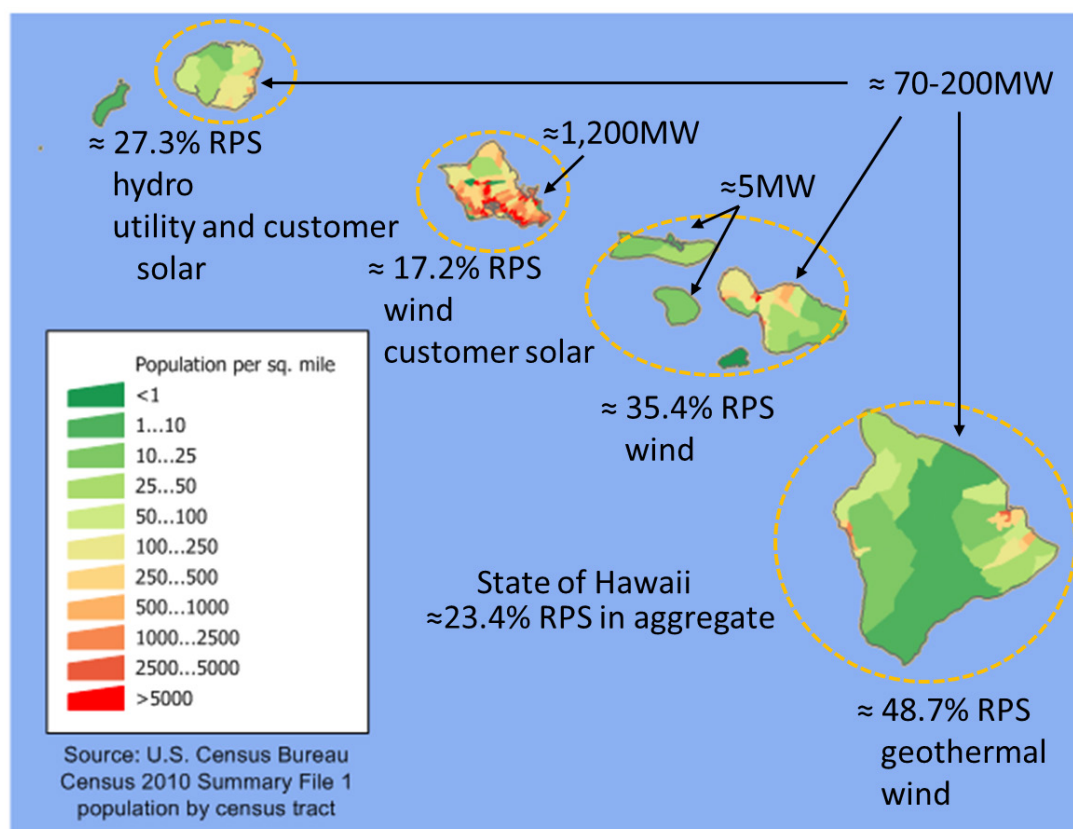 ≈ 70-200MW
≈ 27.3% RPS
hydro
utility and customer
solar
≈1,200MW
≈ 17.2% RPS
wind
customer solar
≈5MW
≈ 35.4% RPS
wind
State of Hawaii
≈23.4% RPS in aggregate
≈ 48.7% RPS
geothermal
wind
Population per sq. mile
<1
1...10
10...25
25...50
50...100
100...250
250...500
500...1000
1000...2500
2500...5000
>5000
Source: U.S. Census Bureau
Census 2010 Summary File 1
population by census tract